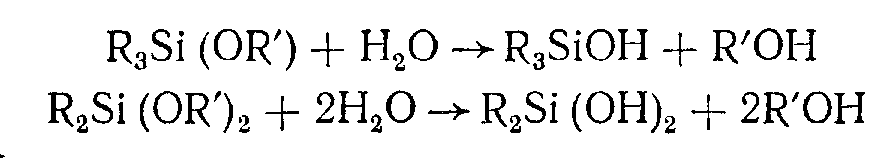 R₃Si (OR′) + H₂O → R₃SiOH + R′OH
R₂Si (OR′)₂ + 2H₂O → R₂Si (OH)₂ + 2R′OH